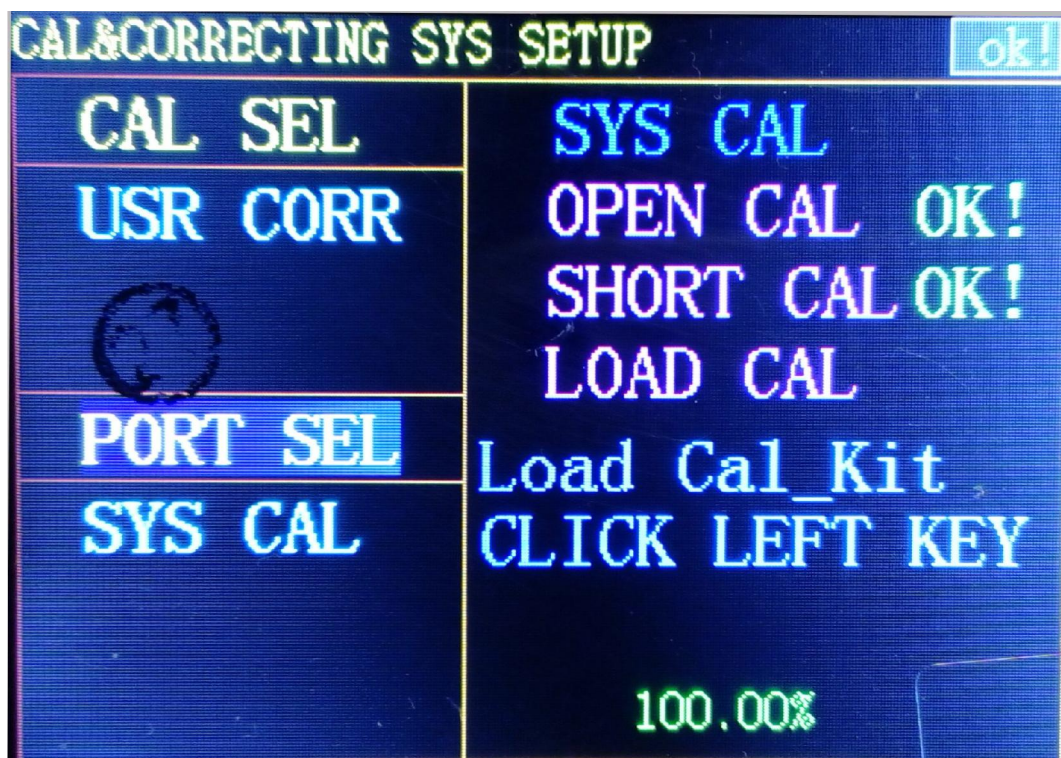 CAL&CORRECTING SYS SETUP ok!
CAL SEL
USR CORR
PORT SEL
SYS CAL
SYS CAL
OPEN CAL OK!
SHORT CAL OK!
LOAD CAL
Load Cal_Kit
CLICK LEFT KEY
100.00%